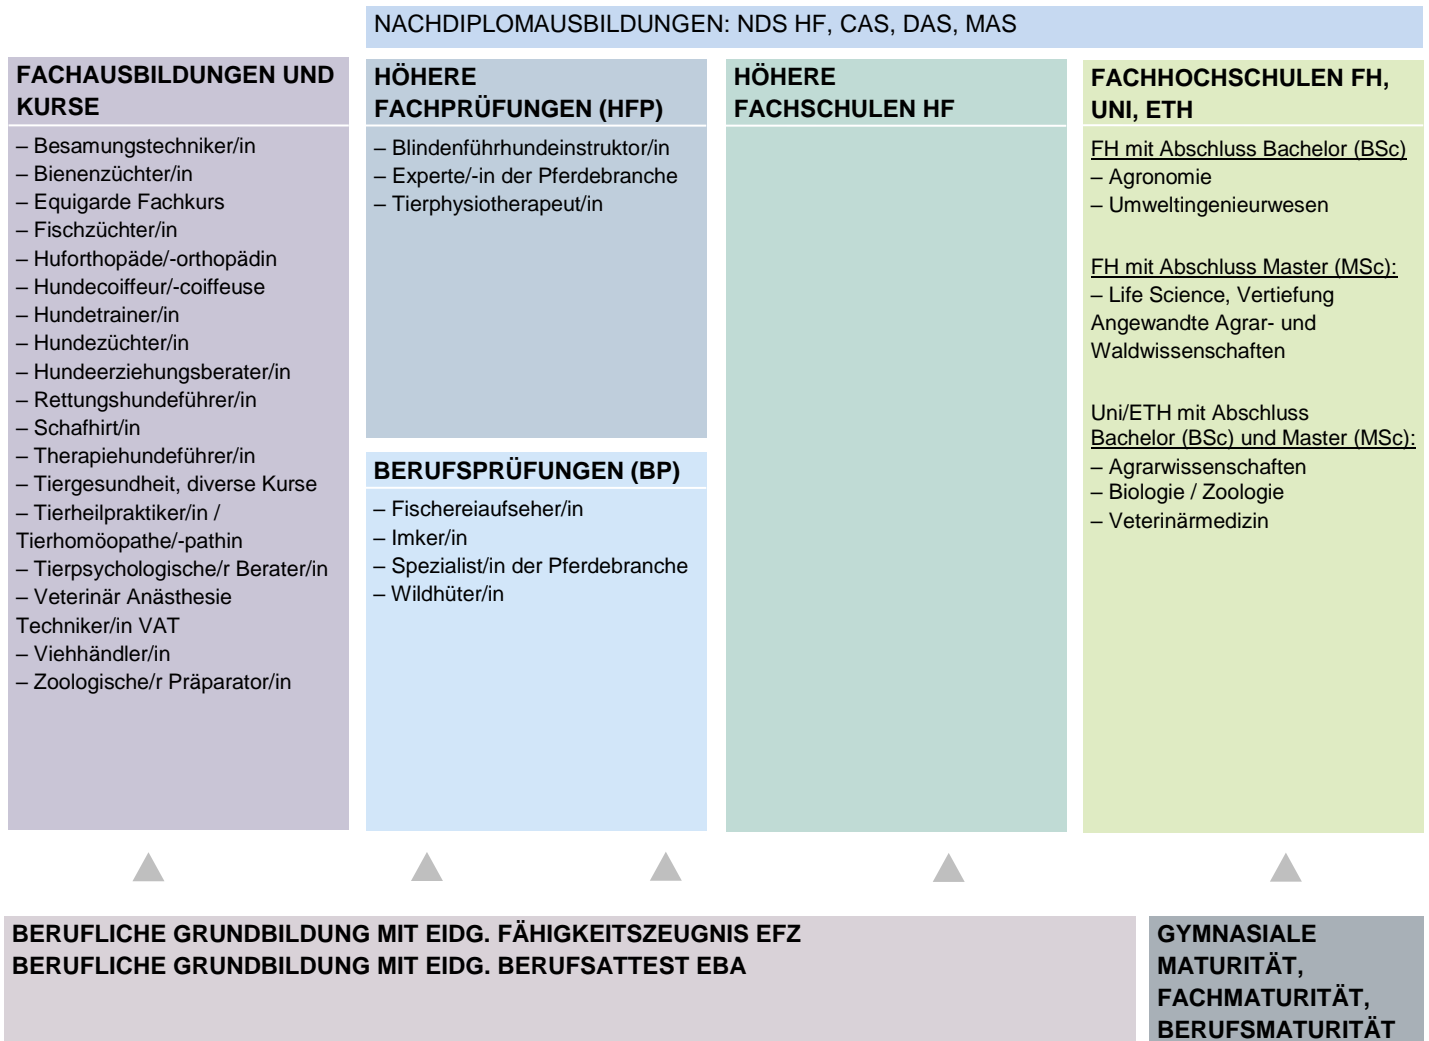 NACHDIPLOMAUSBILDUNGEN: NDS HF, CAS, DAS, MAS
FACHAUSBILDUNGEN UND
KURSE
– Besamungstechniker/in
– Bienenzüchter/in
– Equigarde Fachkurs
– Fischzüchter/in
– Huforthopäde/-orthopädin
– Hundecoiffeur/-coiffeuse
– Hundetrainer/in
– Hundezüchter/in
– Hundeerziehungsberater/in
– Rettungshundeführer/in
– Schafhirt/in
– Therapiehundeführer/in
– Tiergesundheit, diverse Kurse
– Tierheilpraktiker/in /
Tierhomöopathe/-pathin
– Tierpsychologische/r Berater/in
– Veterinär Anästhesie
Techniker/in VAT
– Viehhändler/in
– Zoologische/r Präparator/in
HÖHERE
FACHPRÜFUNGEN (HFP)
– Blindenführhundeinstruktor/in
– Experte/-in der Pferdebranche
– Tierphysiotherapeut/in
BERUFSPRÜFUNGEN (BP)
– Fischereiaufseher/in
– Imker/in
– Spezialist/in der Pferdebranche
– Wildhüter/in
HÖHERE
FACHSCHULEN HF
FACHHOCHSCHULEN FH,
UNI, ETH
FH mit Abschluss Bachelor (BSc)
– Agronomie
– Umweltingenieurwesen
FH mit Abschluss Master (MSc):
– Life Science, Vertiefung
Angewandte Agrar- und
Waldwissenschaften
Uni/ETH mit Abschluss
Bachelor (BSc) und Master (MSc):
– Agrarwissenschaften
– Biologie / Zoologie
– Veterinärmedizin
BERUFLICHE GRUNDBILDUNG MIT EIDG. FÄHIGKEITSZEUGNIS EFZ
BERUFLICHE GRUNDBILDUNG MIT EIDG. BERUFSATTEST EBA
GYMNASIALE
MATURITÄT,
FACHMATURITÄT,
BERUFSMATURITÄT